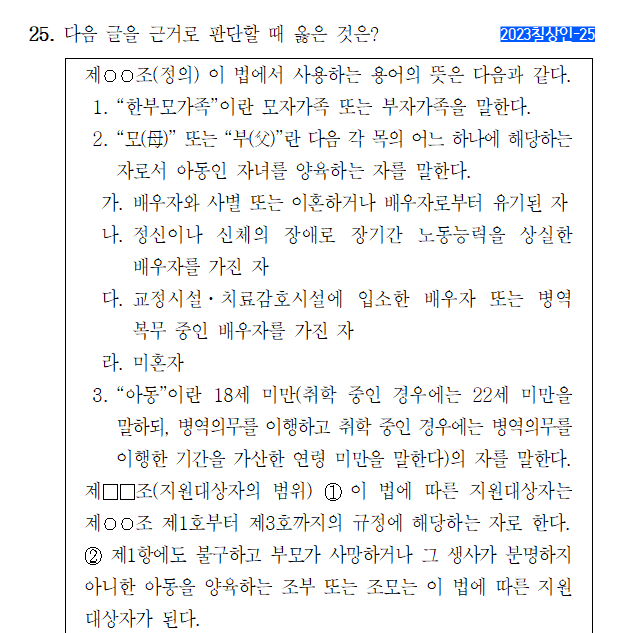 25. 다음 글을 근거로 판단할 때 옳은 것은?
2023칠상인-25
제○○조(정의) 이 법에서 사용하는 용어의 뜻은 다음과 같다.
1. “한부모가족”이란 모자가족 또는 부자가족을 말한다.
2. “모(母)” 또는 “부(父)”란 다음 각 목의 어느 하나에 해당하는
자로서 아동인 자녀를 양육하는 자를 말한다.
가. 배우자와 사별 또는 이혼하거나 배우자로부터 유기된 자
나. 정신이나 신체의 장애로 장기간 노동능력을 상실한
배우자를 가진 자
다. 교정시설·치료감호시설에 입소한 배우자 또는 병역
복무 중인 배우자를 가진 자
라. 미혼자
3. “아동”이란 18세 미만(취학 중인 경우에는 22세 미만을
말하되, 병역의무를 이행하고 취학 중인 경우에는 병역의무를
이행한 기간을 가산한 연령 미만을 말한다)의 자를 말한다.
제□□조(지원대상자의 범위) ① 이 법에 따른 지원대상자는
제○○조 제1호부터 제3호까지의 규정에 해당하는 자로 한다.
② 제1항에도 불구하고 부모가 사망하거나 그 생사가 분명하지
아니한 아동을 양육하는 조부 또는 조모는 이 법에 따른 지원
대상자가 된다.